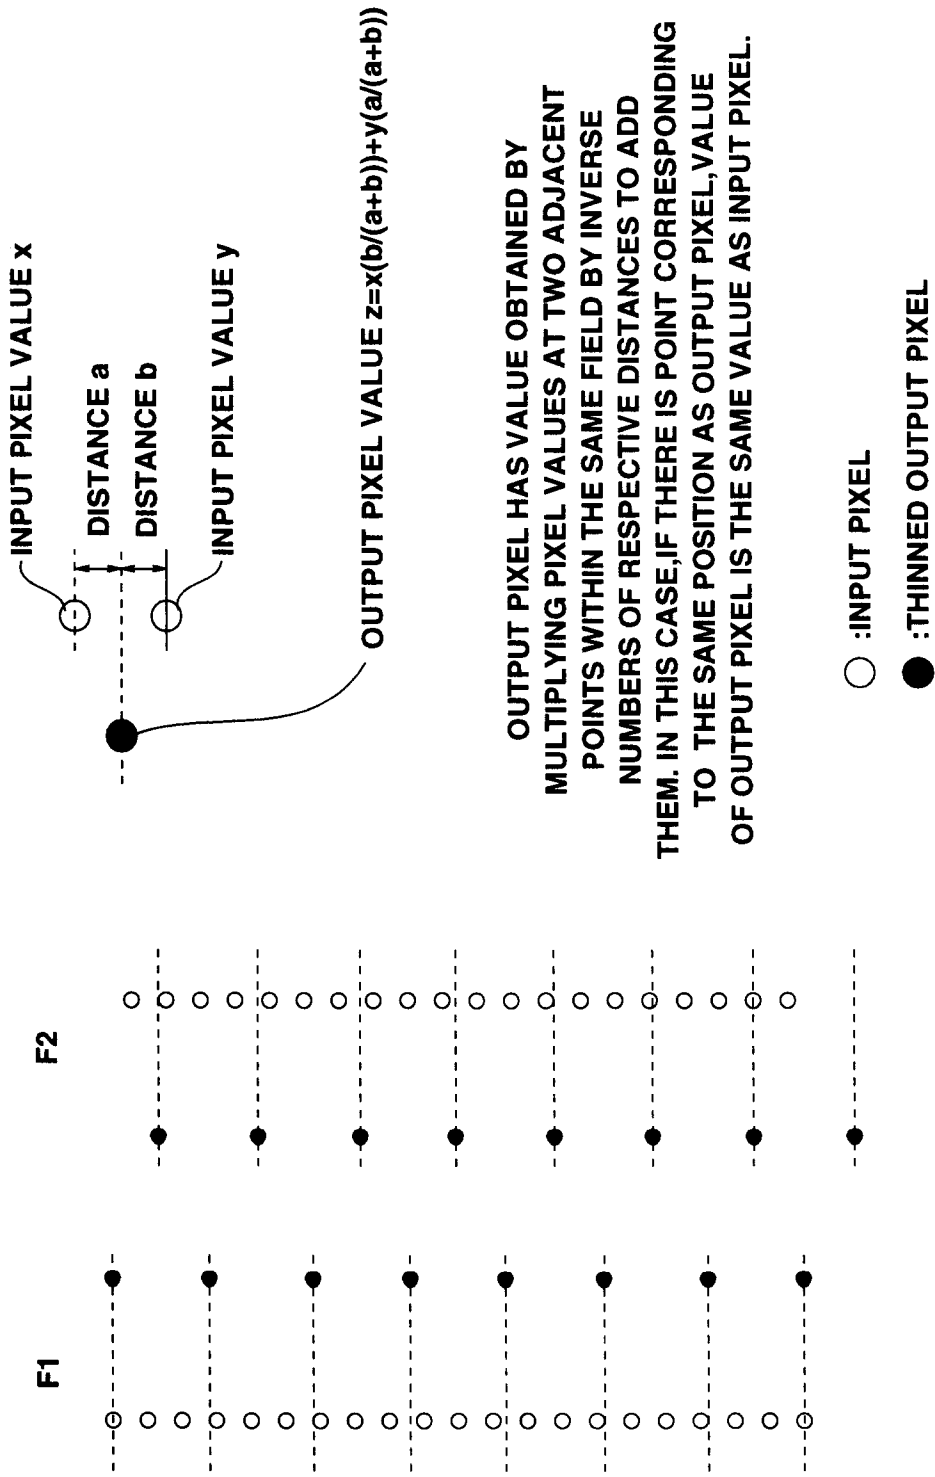 F1
F2
INPUT PIXEL VALUE x
DISTANCE a
DISTANCE b
INPUT PIXEL VALUE y
OUTPUT PIXEL VALUE z=x(b/(a+b))+y(a/(a+b))
OUTPUT PIXEL HAS VALUE OBTAINED BY
MULTIPLYING PIXEL VALUES AT TWO ADJACENT
POINTS WITHIN THE SAME FIELD BY INVERSE
NUMBERS OF RESPECTIVE DISTANCES TO ADD
THEM. IN THIS CASE,IF THERE IS POINT CORRESPONDING
TO THE SAME POSITION AS OUTPUT PIXEL,VALUE
OF OUTPUT PIXEL IS THE SAME VALUE AS INPUT PIXEL.
:INPUT PIXEL
:THINNED OUTPUT PIXEL